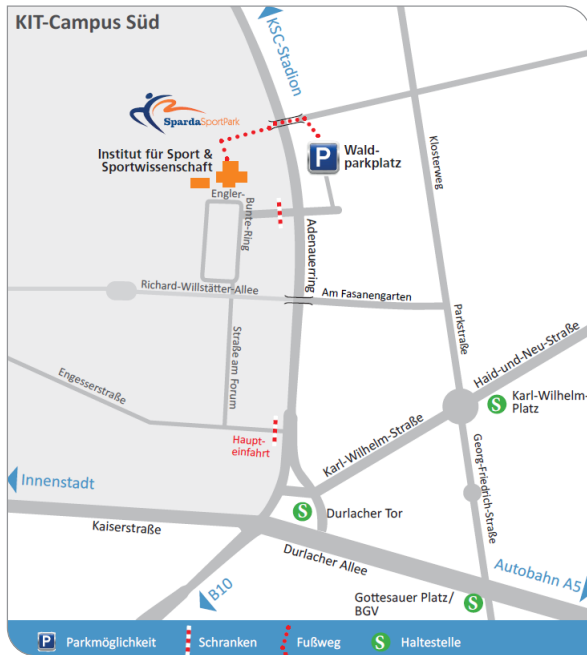 KIT-Campus Süd
KSC-Stadion
SpardaSportPark
Institut für Sport &
Sportwissenschaft
P
Wald-
parkplatz
Klosterweg
Engler-
Bunte-Ring
Adenauerring
Richard-Willstätter-Allee
Am Fasanengarten
Parkstraße
Haid-und-Neu-Straße
Straße am Forum
Engesserstraße
S
Karl-Wilhelm-
Platz
Haupt-
einfahrt
Karl-Wilhelm-Straße
Georg-Friedrich-Straße
Innenstadt
S
Durlacher Tor
Kaiserstraße
Durlacher Allee
Autobahn A5
B10
Gottesauer Platz/
BGV
S
P Parkmöglichkeit
Schranken
Fußweg
S Haltestelle